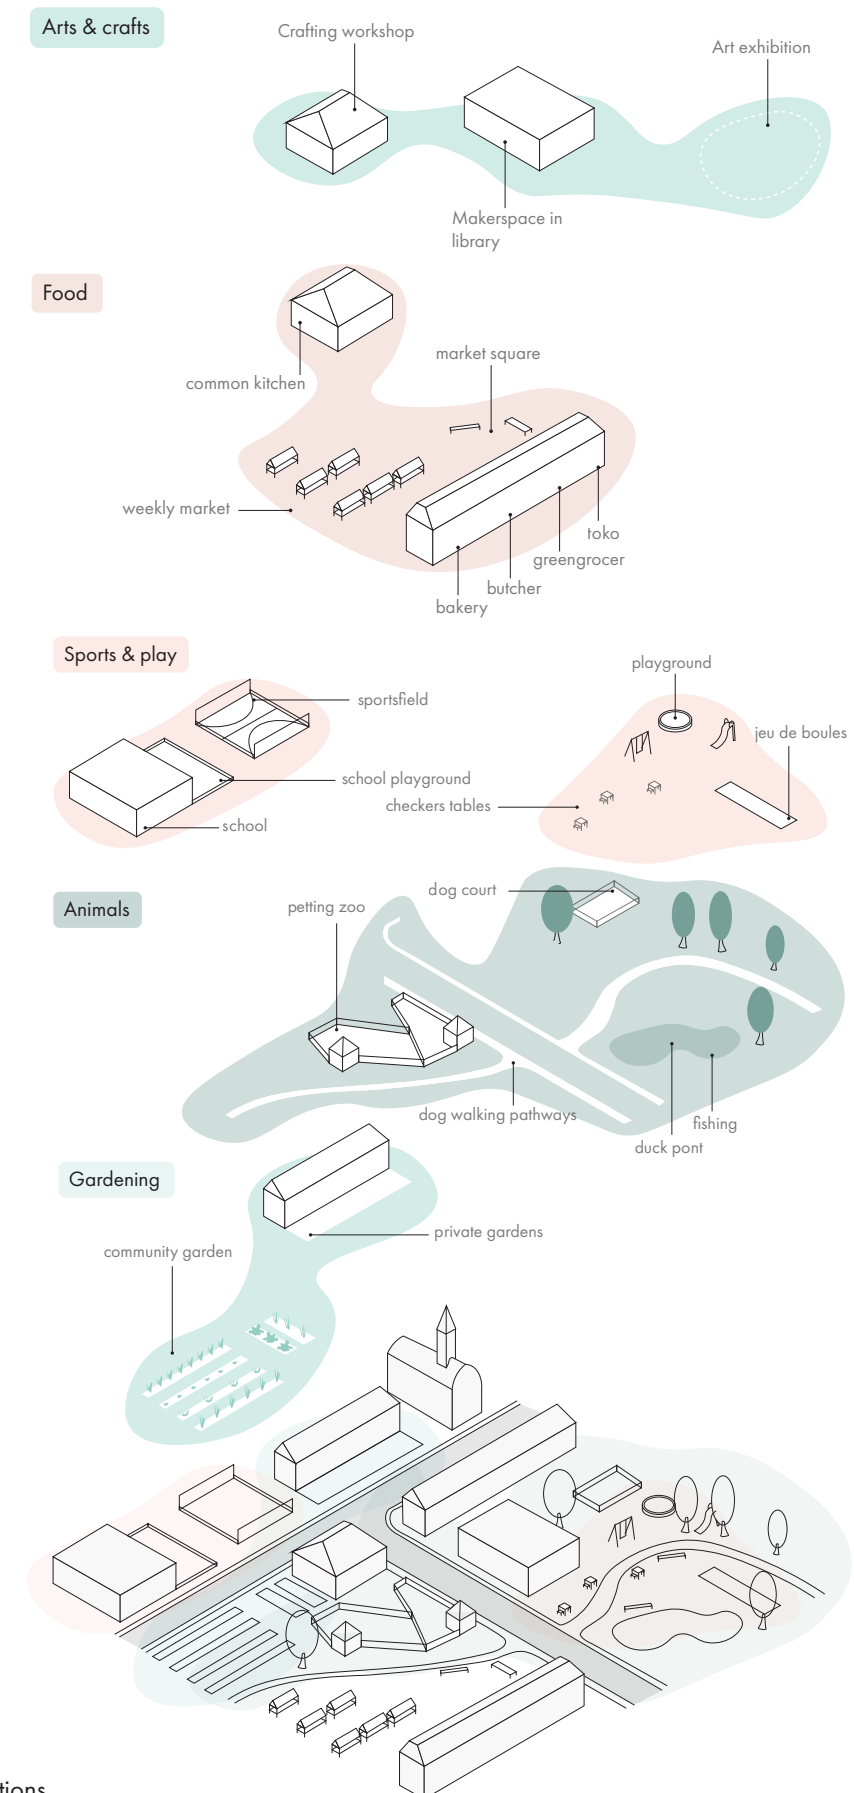 Arts & crafts
Crafting workshop
Art exhibition
Makerspace in
library
Food
market square
common kitchen
weekly market
toko
greengrocer
butcher
bakery
Sports & play
playground
sportsfield
jeu de boules
school playground
checkers tables
school
Animals
dog court
petting zoo
dog walking pathways
fishing
duck pont
Gardening
private gardens
community garden
tions